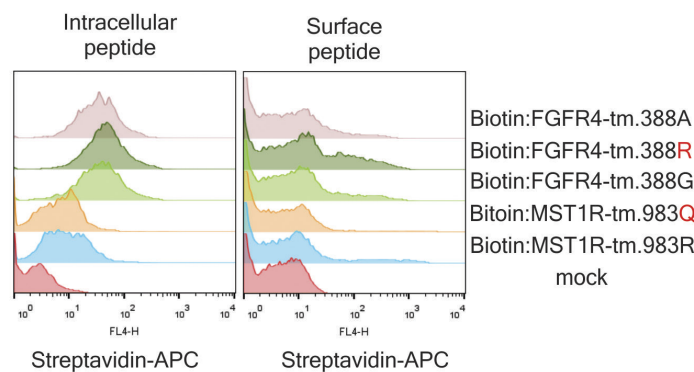 Intracellular
peptide
Surface
peptide
Biotin:FGFR4-tm.388A
Biotin:FGFR4-tm.388R
Biotin:FGFR4-tm.388G
Bitoin:MST1R-tm.983Q
Biotin:MST1R-tm.983R
mock
10⁰ 10¹ 10² 10³ 10⁴
FL4-H
10⁰ 10¹ 10² 10³ 10⁴
FL4-H
Streptavidin-APC
Streptavidin-APC